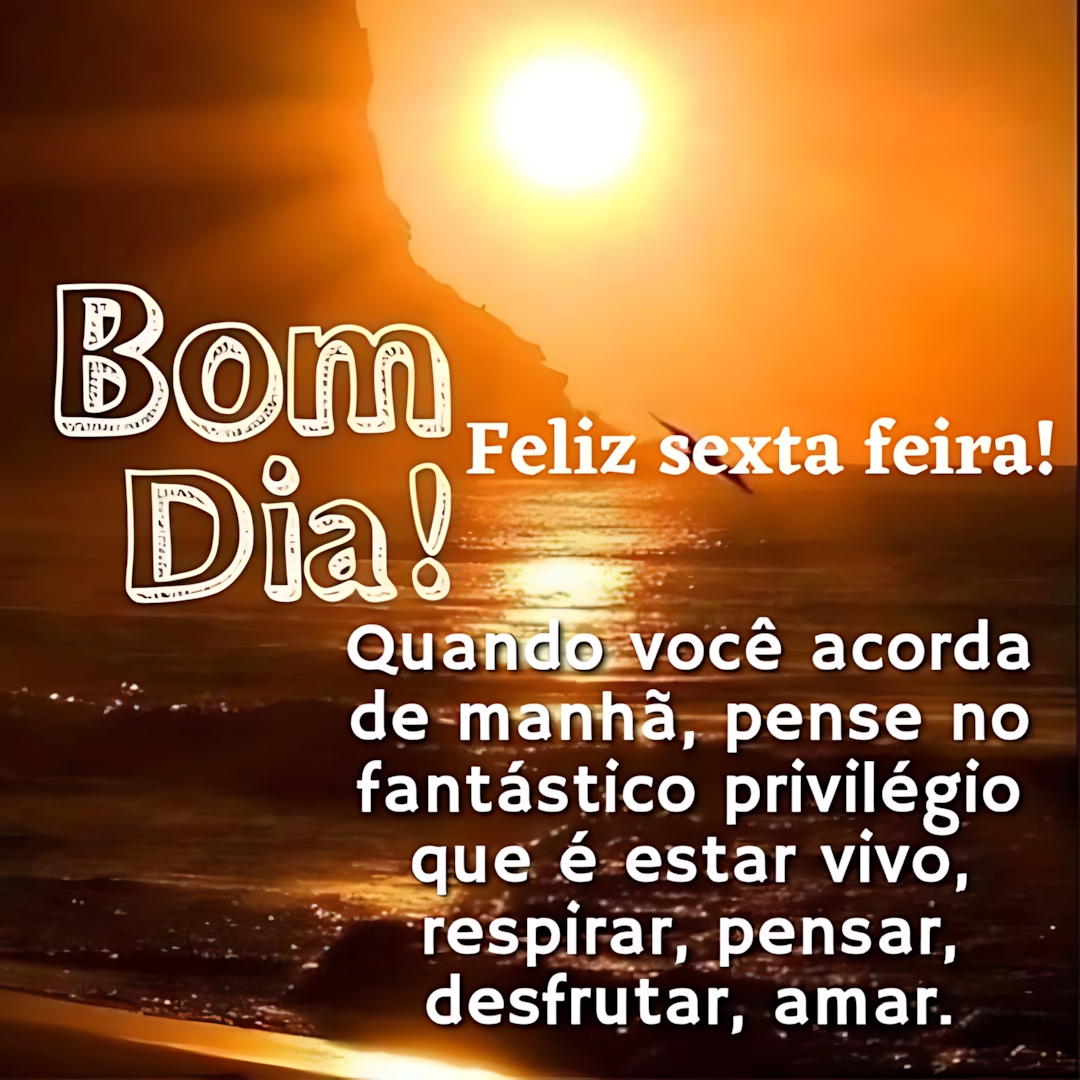 Bom
Dia!
Feliz sexta feira!
Quando você acorda
de manhã, pense no
fantástico privilégio
que é estar vivo,
respirar, pensar,
desfrutar, amar.